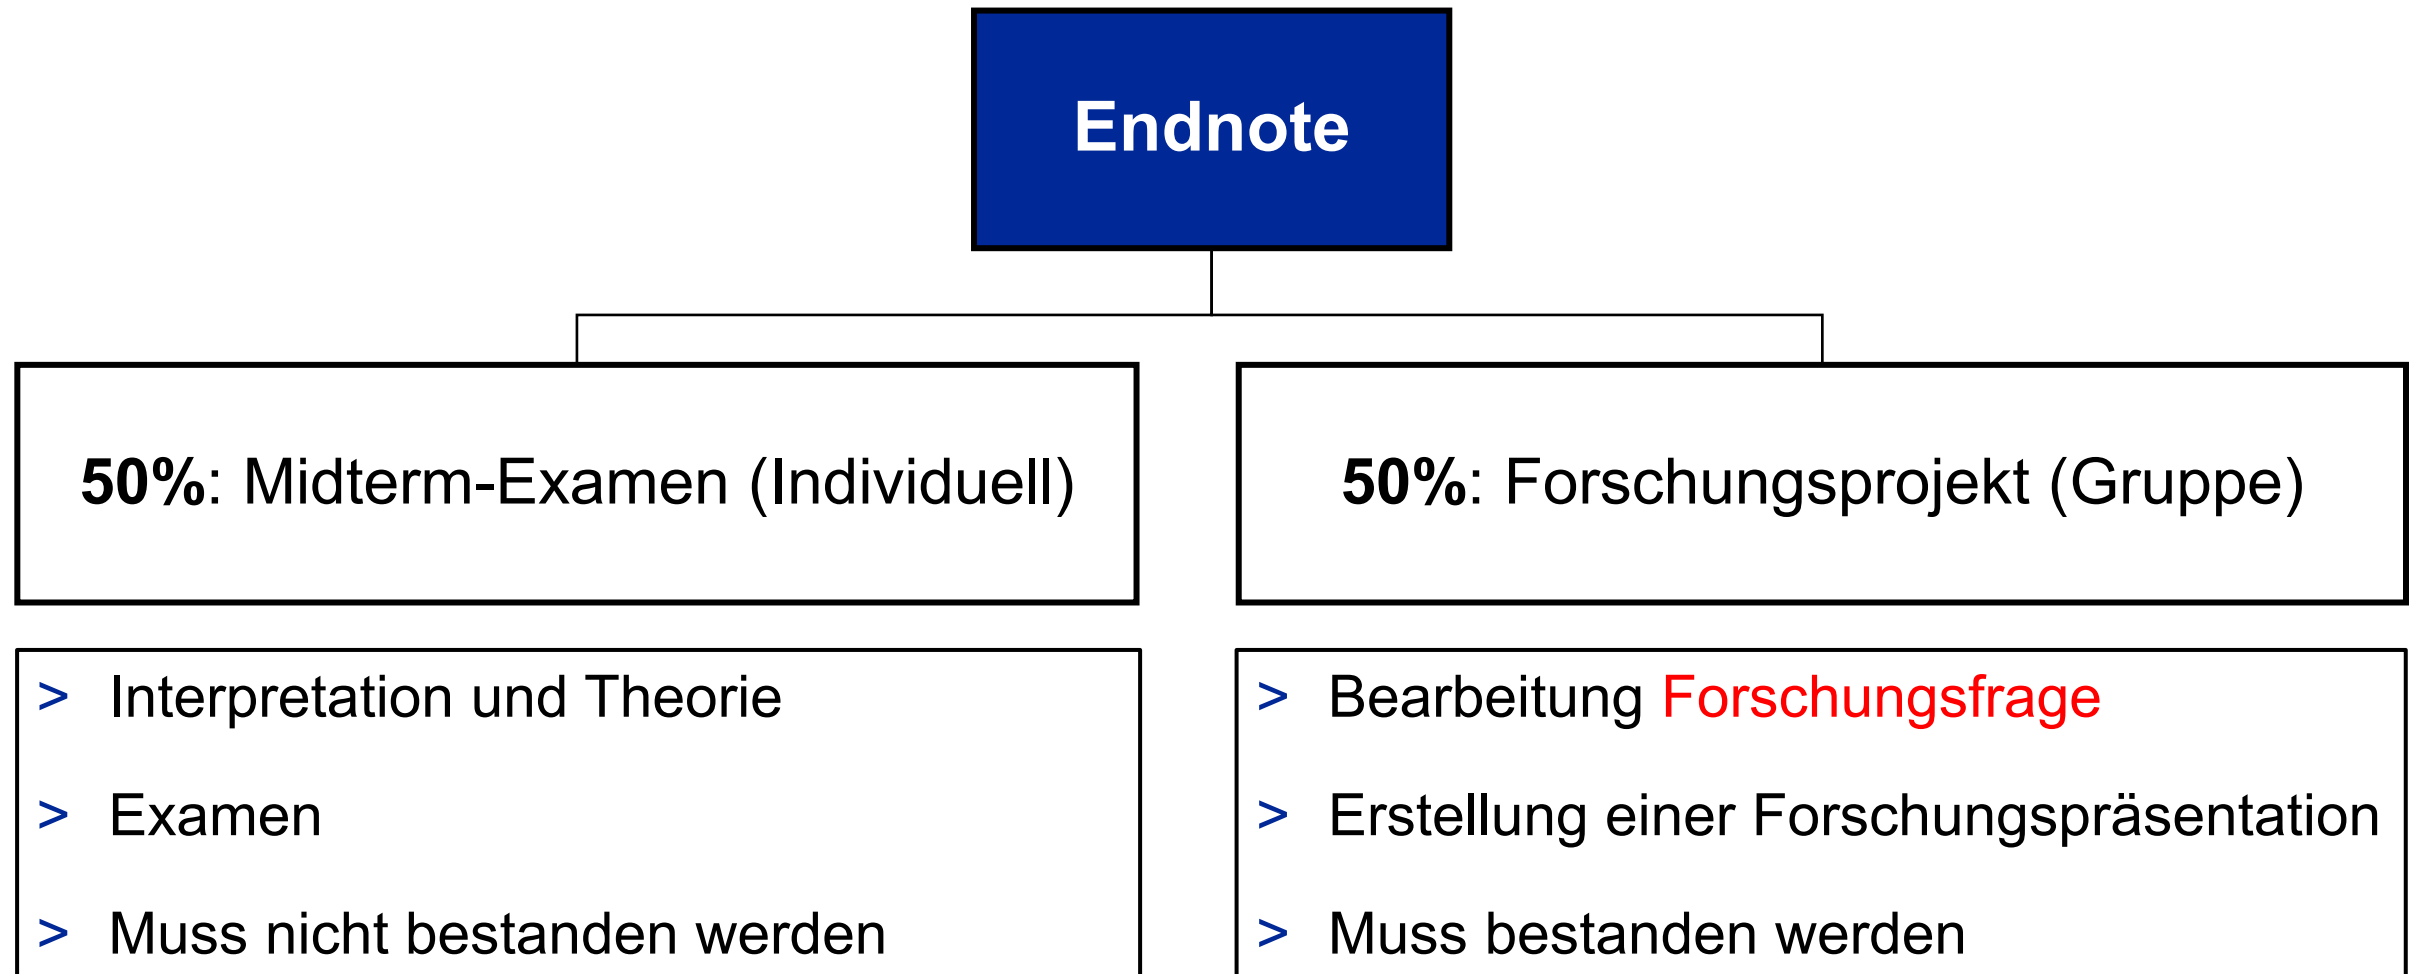 Endnote
50%: Midterm-Examen (Individuell)
50%: Forschungsprojekt (Gruppe)
> Interpretation und Theorie
> Examen
> Muss nicht bestanden werden
> Bearbeitung Forschungsfrage
> Erstellung einer Forschungspräsentation
> Muss bestanden werden